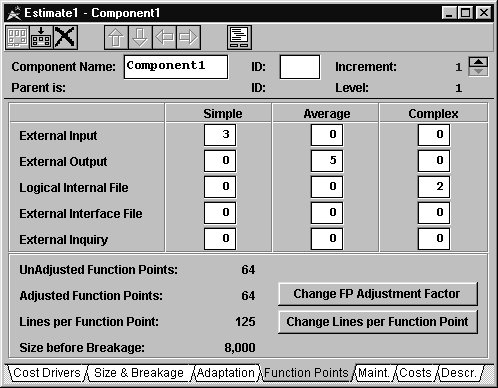 Estimate1 - Component1
Component Name: Component1 ID: Increment: 1
Parent is: ID: Level: 1
Simple Average Complex
External Input 3 0 0
External Output 0 5 0
Logical Internal File 0 0 2
External Interface File 0 0 0
External Inquiry 0 0 0
UnAdjusted Function Points: 64
Adjusted Function Points: 64 Change FP Adjustment Factor
Lines per Function Point: 125 Change Lines per Function Point
Size before Breakage: 8,000
Cost Drivers Size & Breakage Adaptation Function Points Maint. Costs Descr.